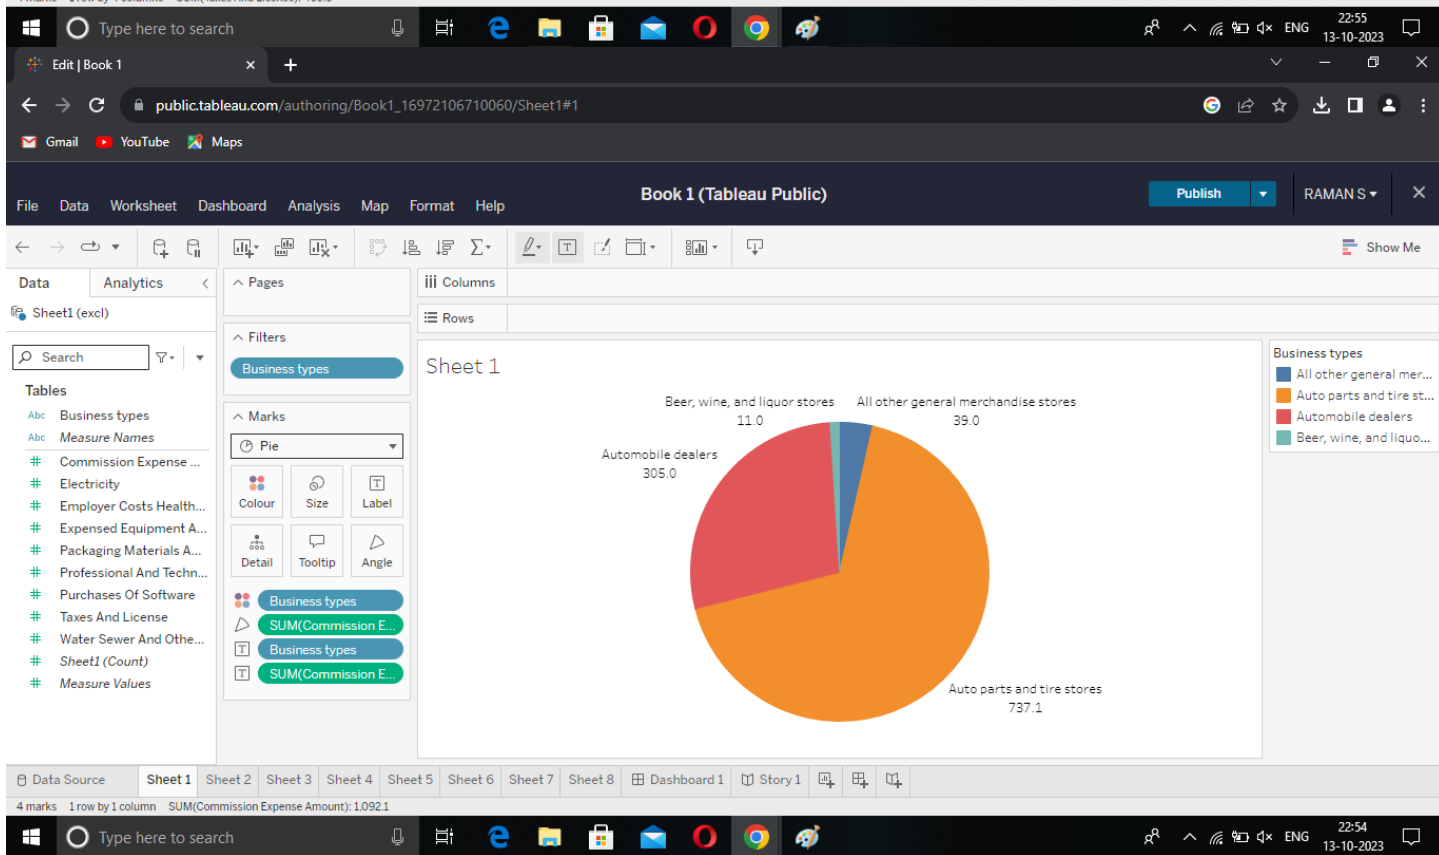 Type here to search
ENG
22:55
13-10-2023
Edit | Book 1
public.tableau.com/authoring/Book1_16972106710060/Sheet1#1
Gmail
YouTube
Maps
Book 1 (Tableau Public)
Publish
RAMAN S
File Data Worksheet Dashboard Analysis Map Format Help
Show Me
Data
Analytics
Pages
Columns
Sheet1 (excl)
Rows
Filters
Search
Business types
Sheet 1
Tables
Abc Business types
Abc Measure Names
# Commission Expense ...
# Electricity
# Employer Costs Health...
# Expensed Equipment A...
# Packaging Materials A...
# Professional And Techn...
# Purchases Of Software
# Taxes And License
# Water Sewer And Othe...
# Sheet1 (Count)
# Measure Values
Marks
Pie
Colour Size Label
Detail Tooltip Angle
Business types
SUM(Commission E...
Business types
SUM(Commission E...
Beer, wine, and liquor stores
11.0
All other general merchandise stores
39.0
Automobile dealers
305.0
Auto parts and tire stores
737.1
Business types
All other general mer...
Auto parts and tire st...
Automobile dealers
Beer, wine, and liquo...
Data Source Sheet 1 Sheet 2 Sheet 3 Sheet 4 Sheet 5 Sheet 6 Sheet 7 Sheet 8 Dashboard 1 Story 1
4 marks 1 row by 1 column SUM(Commission Expense Amount): 1,092.1
Type here to search
ENG
22:54
13-10-2023